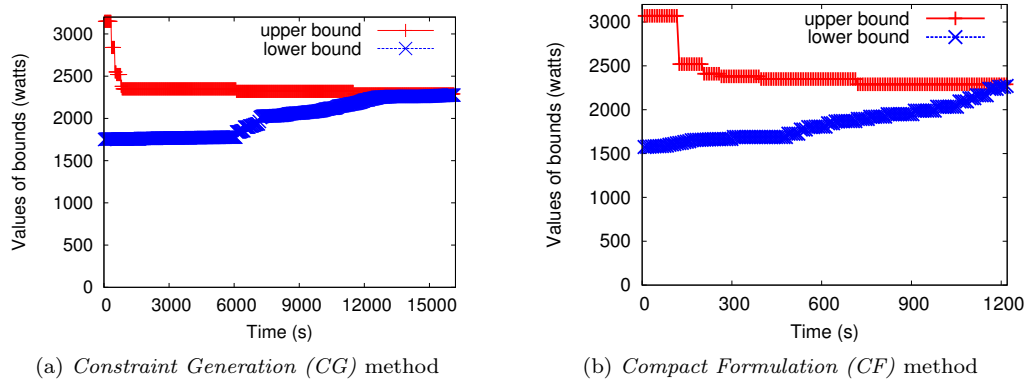 3000
2500
2000
1500
1000
500
0
Values of bounds (watts)
upper bound
lower bound
0 3000 6000 9000 12000 15000
Time (s)
(a) Constraint Generation (CG) method
3000
2500
2000
1500
1000
500
0
Values of bounds (watts)
upper bound
lower bound
0 300 600 900 1200
Time (s)
(b) Compact Formulation (CF) method